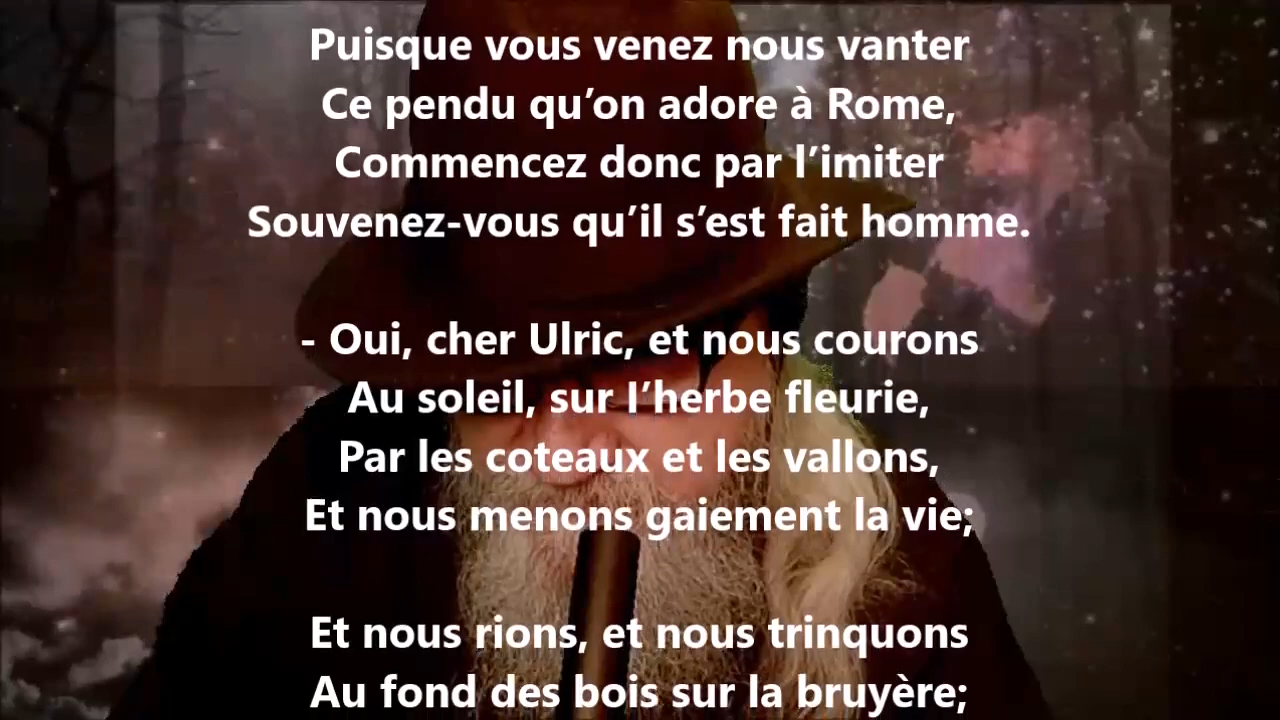 Puisque vous venez nous vanter
Ce pendu qu’on adore à Rome,
Commencez donc par l’imiter
Souvenez-vous qu’il s’est fait homme.
- Oui, cher Ulric, et nous courons
Au soleil, sur l’herbe fleurie,
Par les coteaux et les vallons,
Et nous menons gaiement la vie;
Et nous rions, et nous trinquons
Au fond des bois sur la bruyère;